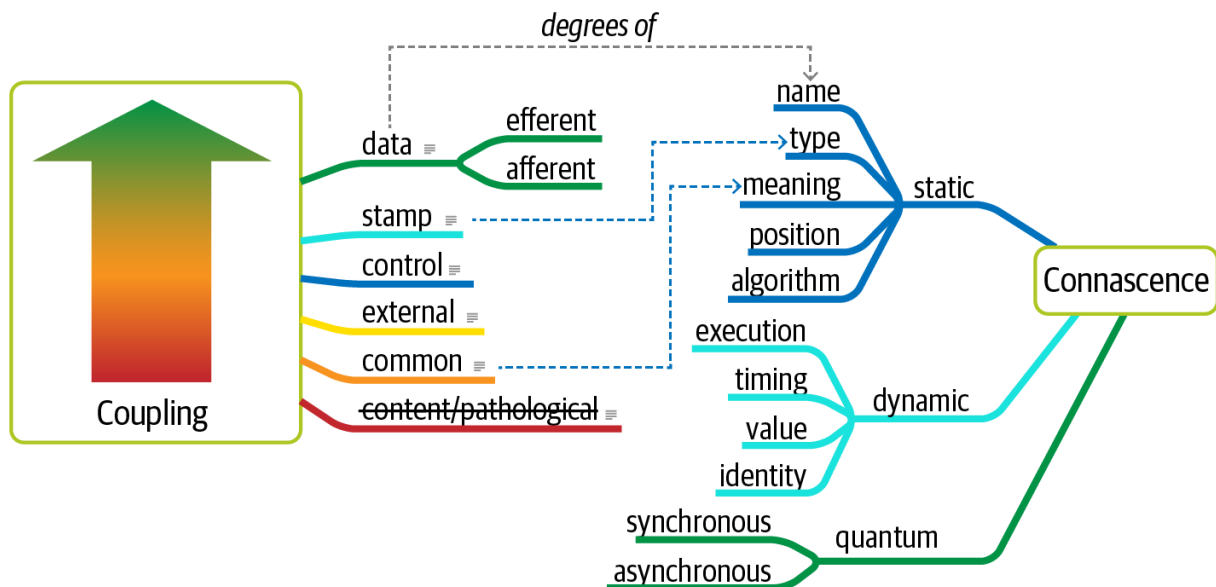 degrees of
Coupling
data
efferent
afferent
stamp
control
external
common
content/pathological
name
type
meaning
position
algorithm
static
Connascence
execution
timing
value
identity
dynamic
synchronous
asynchronous
quantum